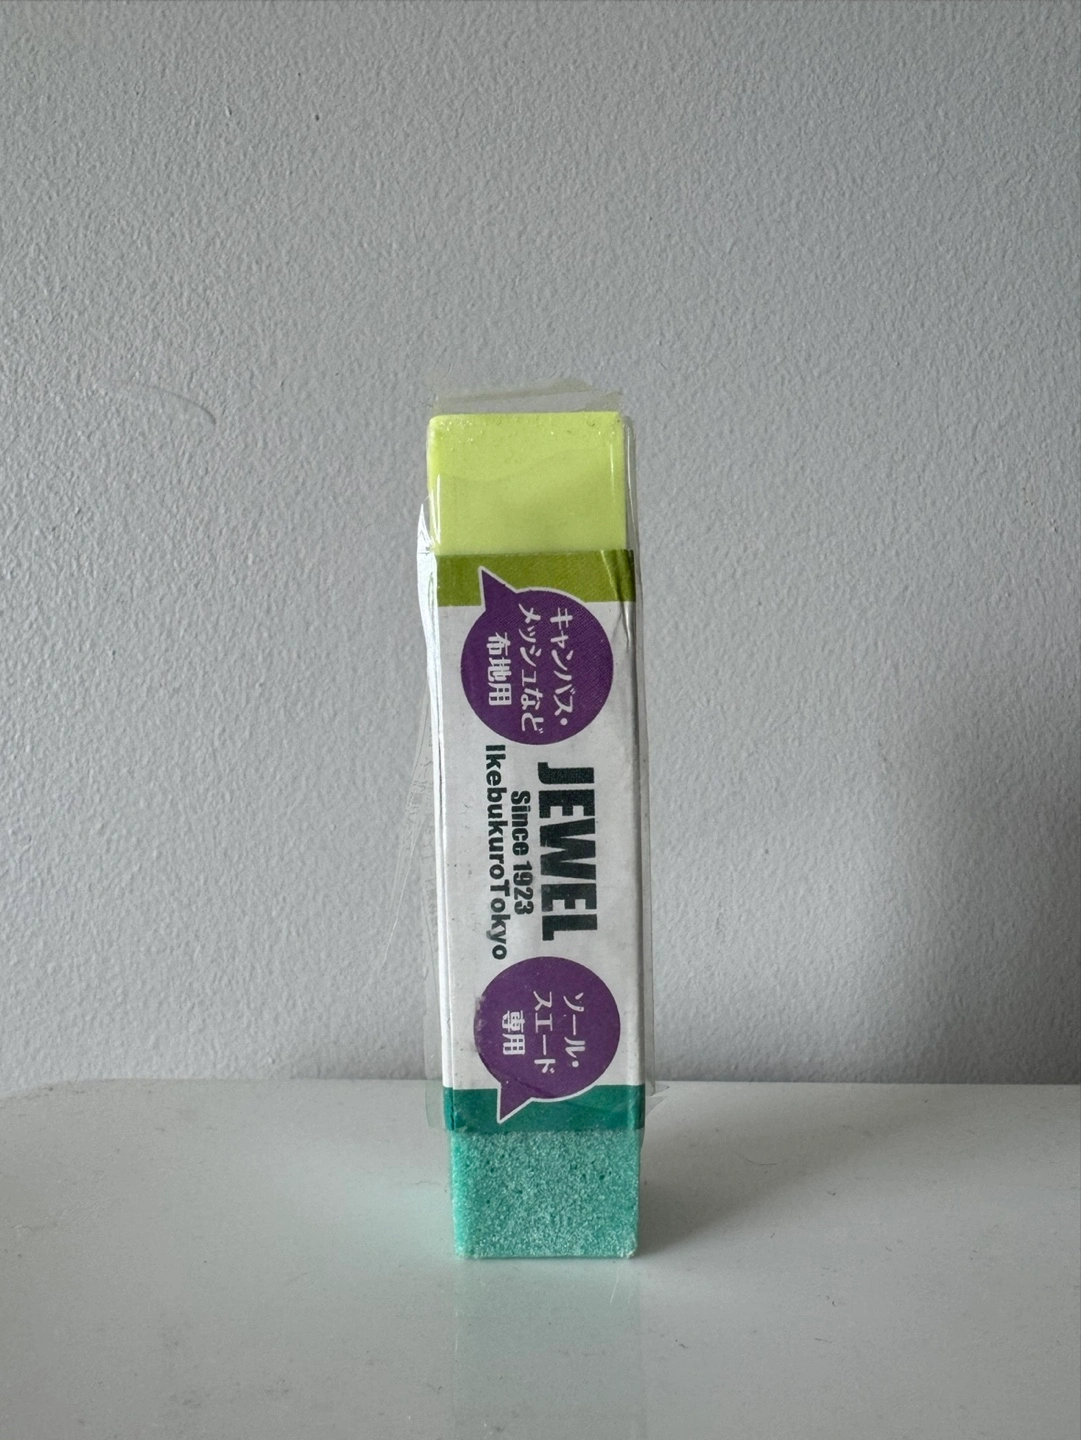 キャンバス・
メッシュなど
布地用
JEWEL
Since 1923
IkebukuroTokyo
ソール・
スエード
専用